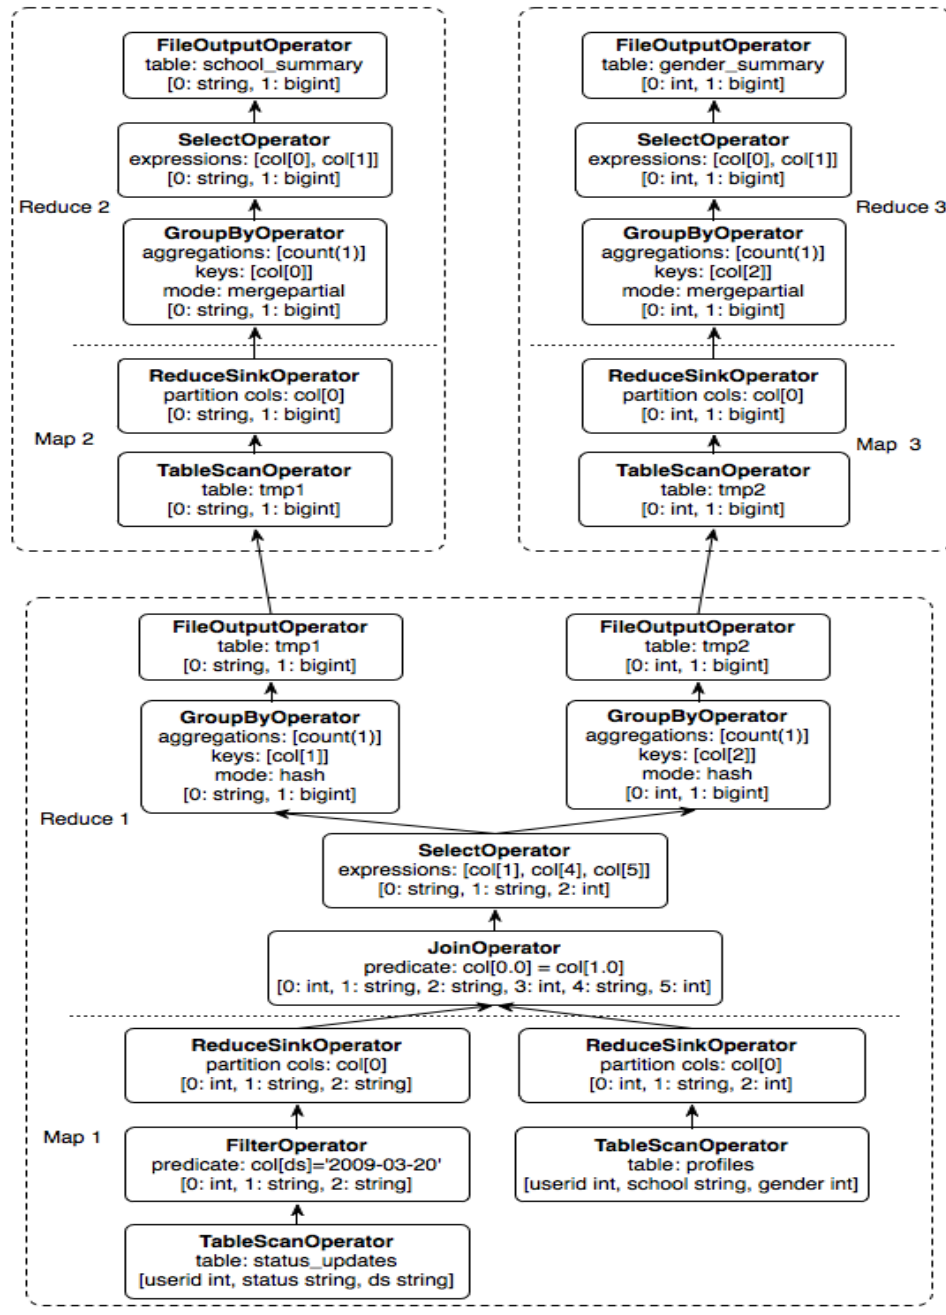 FileOutputOperator
table: school_summary
[0: string, 1: bigint]
SelectOperator
expressions: [col[0], col[1]]
[0: string, 1: bigint]
Reduce 2
GroupByOperator
aggregations: [count(1)]
keys: [col[0]]
mode: mergepartial
[0: string, 1: bigint]
ReduceSinkOperator
partition cols: col[0]
[0: string, 1: bigint]
Map 2
TableScanOperator
table: tmp1
[0: string, 1: bigint]
FileOutputOperator
table: gender_summary
[0: int, 1: bigint]
SelectOperator
expressions: [col[0], col[1]]
[0: int, 1: bigint]
Reduce 3
GroupByOperator
aggregations: [count(1)]
keys: [col[2]]
mode: mergepartial
[0: int, 1: bigint]
ReduceSinkOperator
partition cols: col[0]
[0: int, 1: bigint]
Map 3
TableScanOperator
table: tmp2
[0: int, 1: bigint]
FileOutputOperator
table: tmp1
[0: string, 1: bigint]
GroupByOperator
aggregations: [count(1)]
keys: [col[1]]
mode: hash
[0: string, 1: bigint]
FileOutputOperator
table: tmp2
[0: int, 1: bigint]
GroupByOperator
aggregations: [count(1)]
keys: [col[2]]
mode: hash
[0: int, 1: bigint]
Reduce 1
SelectOperator
expressions: [col[1], col[4], col[5]]
[0: string, 1: string, 2: int]
JoinOperator
predicate: col[0.0] = col[1.0]
[0: int, 1: string, 2: string, 3: int, 4: string, 5: int]
ReduceSinkOperator
partition cols: col[0]
[0: int, 1: string, 2: string]
Map 1
FilterOperator
predicate: col[ds]='2009-03-20'
[0: int, 1: string, 2: string]
TableScanOperator
table: status_updates
[userid int, status string, ds string]
ReduceSinkOperator
partition cols: col[0]
[0: int, 1: string, 2: int]
TableScanOperator
table: profiles
[userid int, school string, gender int]